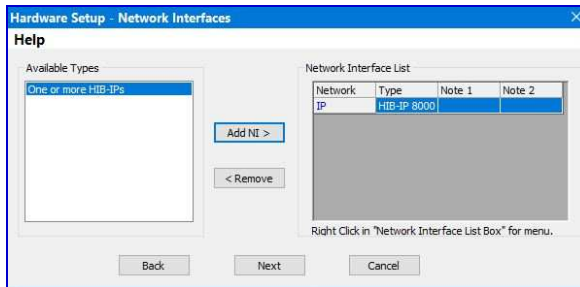 Hardware Setup - Network Interfaces
Help
Available Types
One or more HIB-IPs
Add NI >
< Remove
Network Interface List
Network Type Note 1 Note 2
IP HIB-IP 8000
Right Click in "Network Interface List Box" for menu.
Back Next Cancel